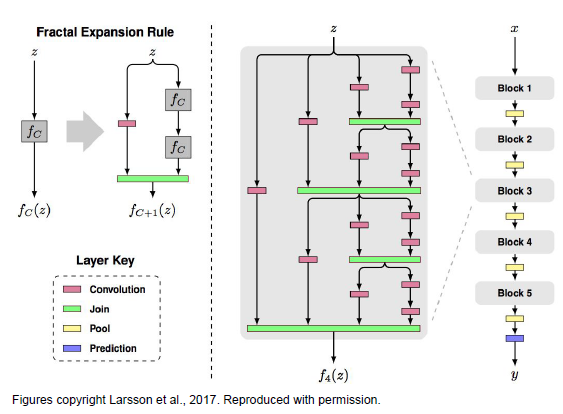 Fractal Expansion Rule
z
z
f_C
f_C
f_C
f_C(z)
f_{C+1}(z)
Layer Key
Convolution
Join
Pool
Prediction
z
f_4(z)
x
Block 1
Block 2
Block 3
Block 4
Block 5
y
Figures copyright Larsson et al., 2017. Reproduced with permission.